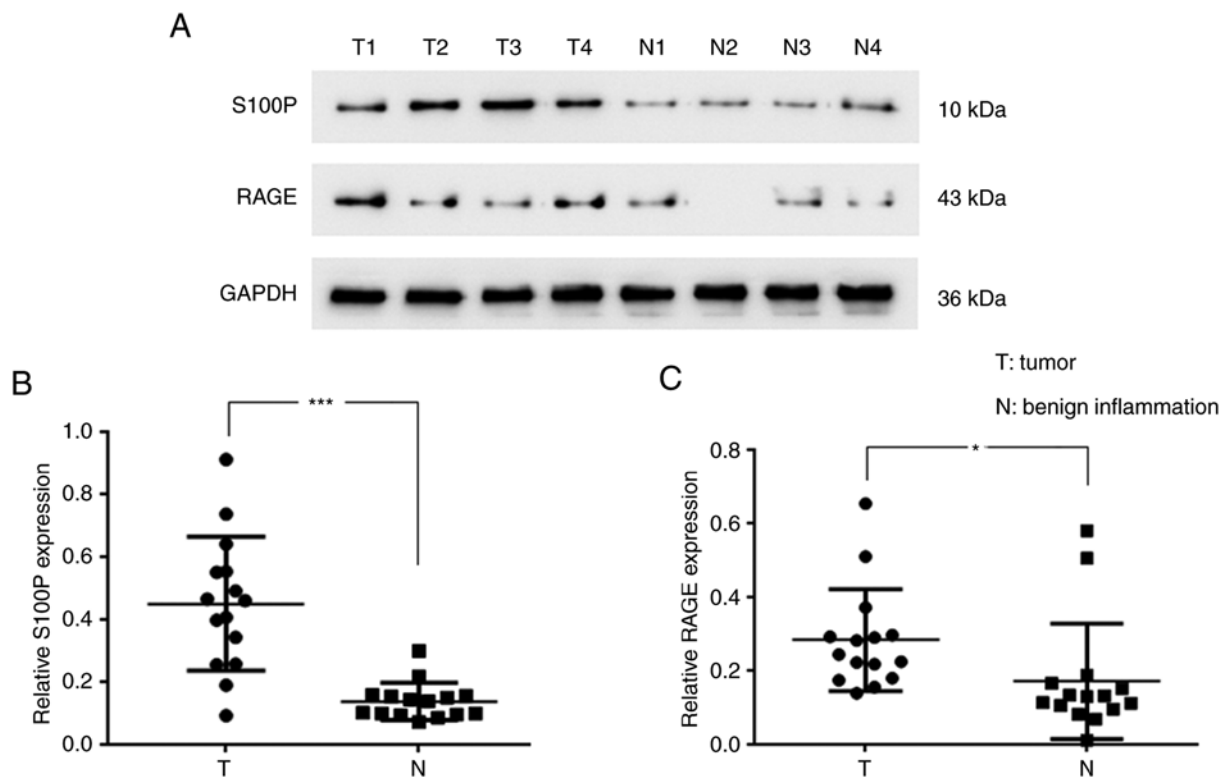 A
T1 T2 T3 T4 N1 N2 N3 N4
S100P 10 kDa
RAGE 43 kDa
GAPDH 36 kDa
T: tumor
N: benign inflammation
B
***
Relative S100P expression
1.0
0.8
0.6
0.4
0.2
0.0
T N
C
*
Relative RAGE expression
0.8
0.6
0.4
0.2
0.0
T N